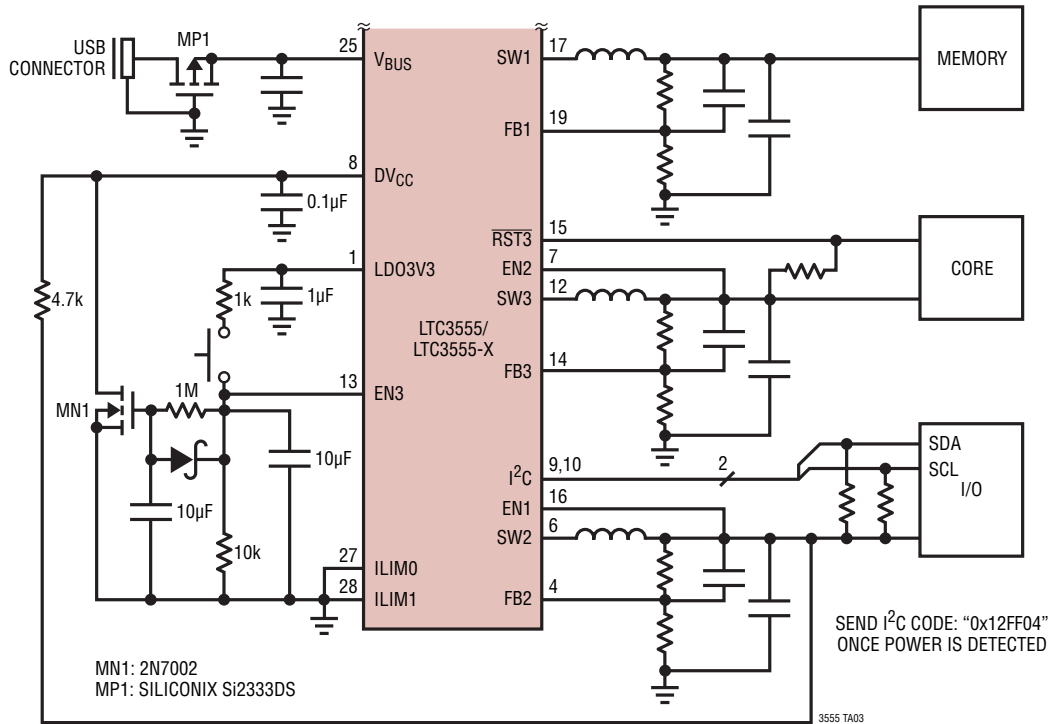 USB
CONNECTOR
MP1
25
VBUS
SW1
17
MEMORY
FB1
19
8
DVCC
0.1µF
RST3
15
EN2
7
CORE
1
LDO3V3
SW3
12
4.7k
1k
1µF
LTC3555/
LTC3555-X
FB3
14
13
EN3
1M
MN1
10µF
10µF
10k
I2C
9,10
2
SDA
SCL
I/O
EN1
16
SW2
6
27
ILIM0
28
ILIM1
FB2
4
SEND I2C CODE: "0x12FF04"
ONCE POWER IS DETECTED
MN1: 2N7002
MP1: SILICONIX Si2333DS
3555 TA03